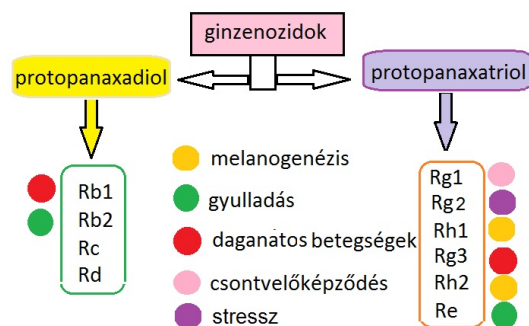 ginzenozidok
protopanaxadiol
protopanaxatriol
Rb1
Rb2
Rc
Rd
melanogenézis
gyulladás
daganatos betegségek
csontvelőképződés
stressz
Rg1
Rg2
Rh1
Rg3
Rh2
Re